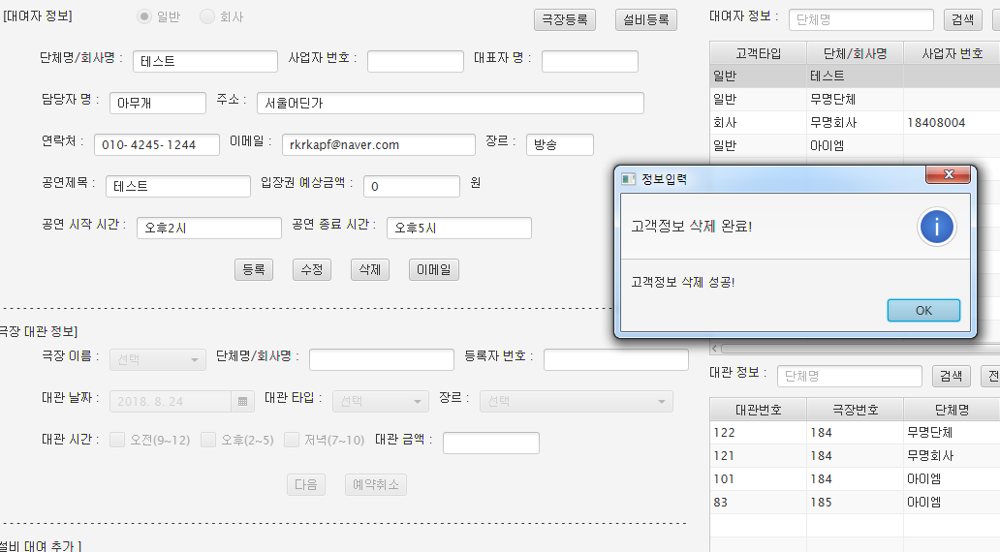 [대여자 정보] 일반 회사 극장등록 설비등록
단체명/회사명 : 테스트 사업자 번호 : 대표자 명 :
담당자 명 : 아무개 주소 : 서울어딘가
연락처 : 010- 4245- 1244 이메일 : rkrkapf@naver.com 장르 : 방송
공연제목 : 테스트 입장권 예상금액 : 0 원
공연 시작 시간 : 오후2시 공연 종료 시간 : 오후5시
등록 수정 삭제 이메일
극장 대관 정보]
극장 이름 : 선택 단체명/회사명 : 등록자 번호 :
대관 날짜 : 2018. 8. 24 대관 타입 : 선택 장르 : 선택
대관 시간 : 오전(9~12) 오후(2~5) 저녁(7~10) 대관 금액 :
다음 예약취소
설비 대여 추가 ]
대여자 정보 : 단체명 검색
고객타입 단체/회사명 사업자 번호
일반 테스트
일반 무명단체
회사 무명회사 18408004
일반 아이엠
정보입력
고객정보 삭제 완료!
고객정보 삭제 성공!
OK
대관 정보 : 단체명 검색 전
대관번호 극장번호 단체명
122 184 무명단체
121 184 무명회사
101 184 아이엠
83 185 아이엠